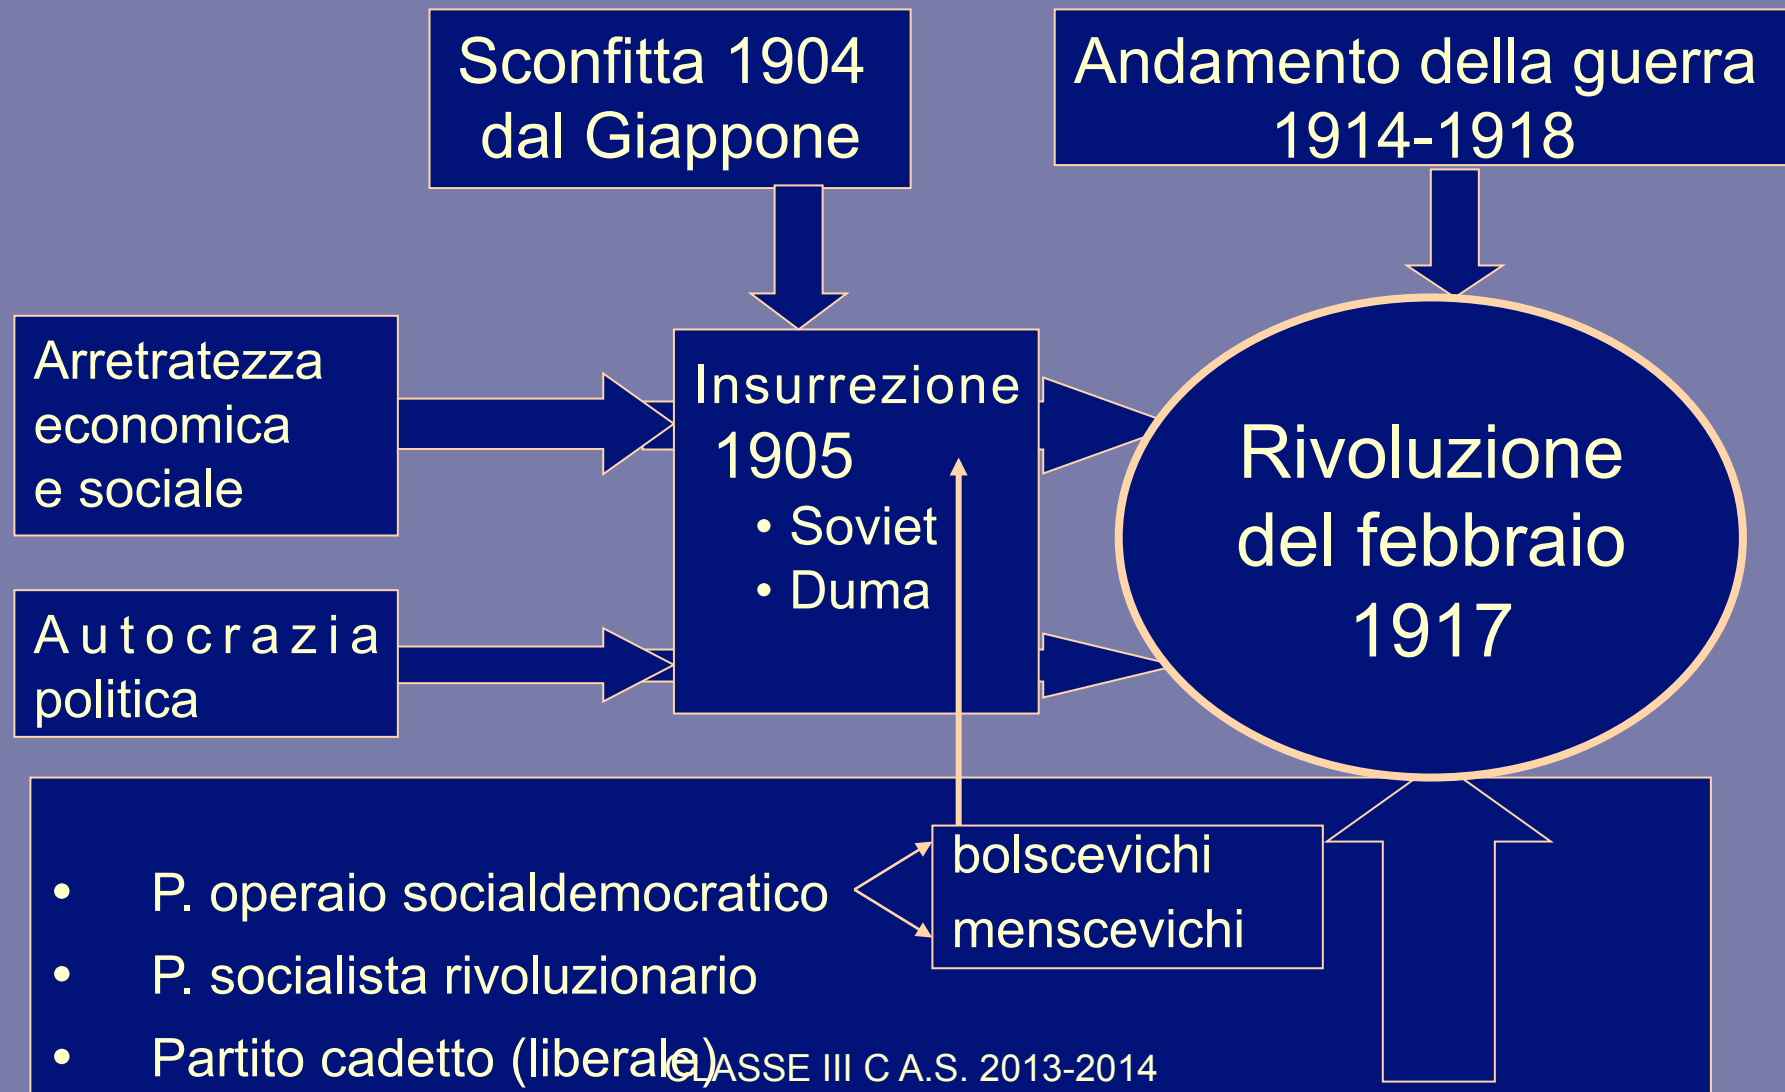 Sconfitta 1904
dal Giappone
Andamento della guerra
1914-1918
Arretratezza
economica
e sociale
Autocrazia
politica
Insurrezione
1905
• Soviet
• Duma
Rivoluzione
del febbraio
1917
• P. operaio socialdemocratico
bolscevichi
menscevichi
• P. socialista rivoluzionario
• Partito cadetto (liberale)
CLASSE III C A.S. 2013-2014